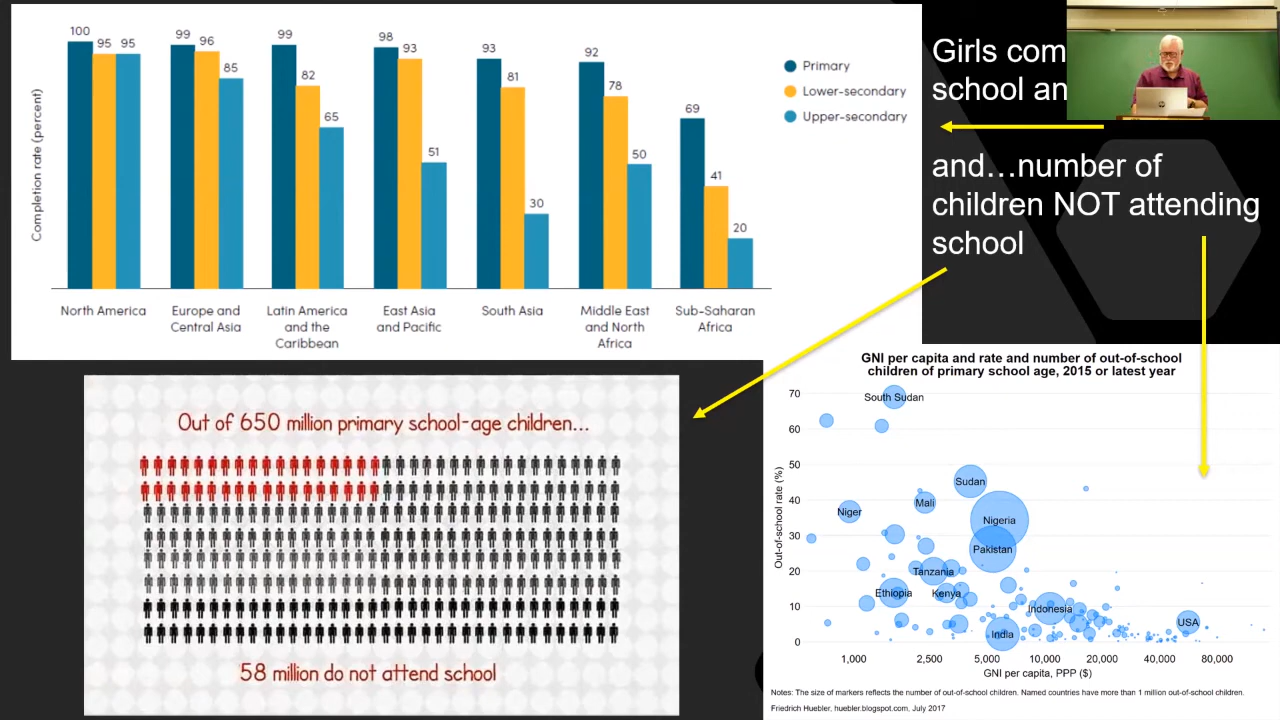 100
95 95
99
96
85
99
82
65
98
93
51
93
81
30
92
78
50
69
41
20
Completion rate (percent)
North America
Europe and
Central Asia
Latin America
and the
Caribbean
East Asia
and Pacific
South Asia
Middle East
and North
Africa
Sub-Saharan
Africa
Primary
Lower-secondary
Upper-secondary
Girls com
school an
and...number of
children NOT attending
school
Out of 650 million primary school-age children...
58 million do not attend school
GNI per capita and rate and number of out-of-school
children of primary school age, 2015 or latest year
Out-of-school rate (%)
70
60
50
40
30
20
10
0
South Sudan
Sudan
Mali
Niger
Nigeria
Pakistan
Tanzania
Ethiopia
Kenya
Indonesia
India
USA
1,000 2,500 5,000 10,000 20,000 40,000 80,000
GNI per capita, PPP ($)
Notes: The size of markers reflects the number of out-of-school children. Named countries have more than 1 million out-of-school children.
Friedrich Huebler, huebler.blogspot.com, July 2017